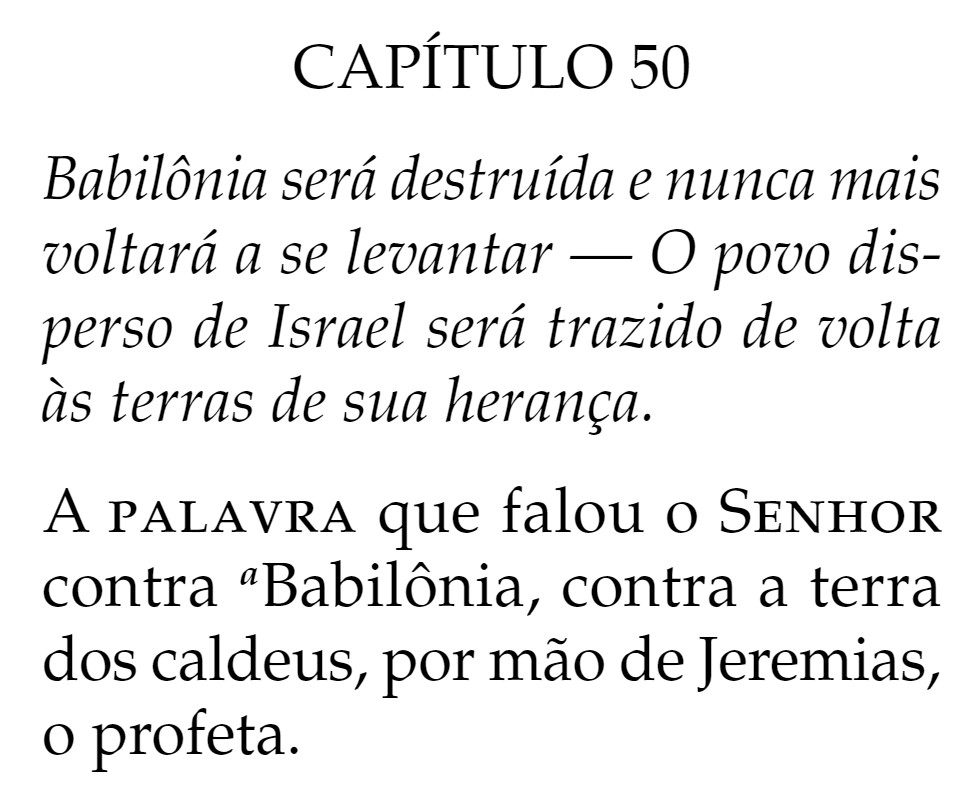 CAPÍTULO 50
Babilônia será destruída e nunca mais
voltará a se levantar — O povo dis-
perso de Israel será trazido de volta
às terras de sua herança.
A PALAVRA que falou o SENHOR
contra ᵃBabilônia, contra a terra
dos caldeus, por mão de Jeremias,
o profeta.